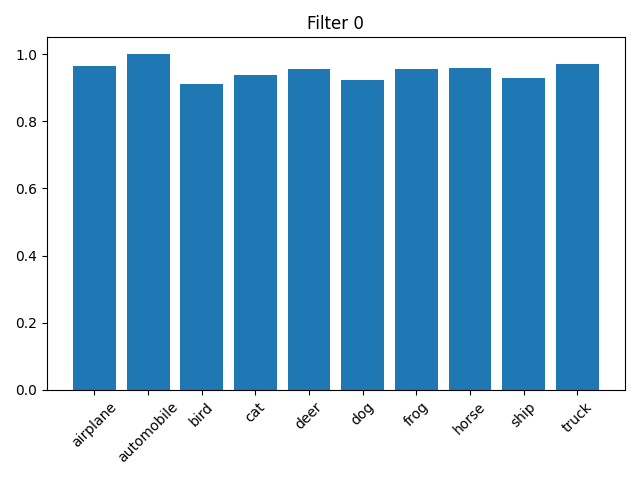 Filter 0
1.0
0.8
0.6
0.4
0.2
0.0
airplane
automobile
bird
cat
deer
dog
frog
horse
ship
truck